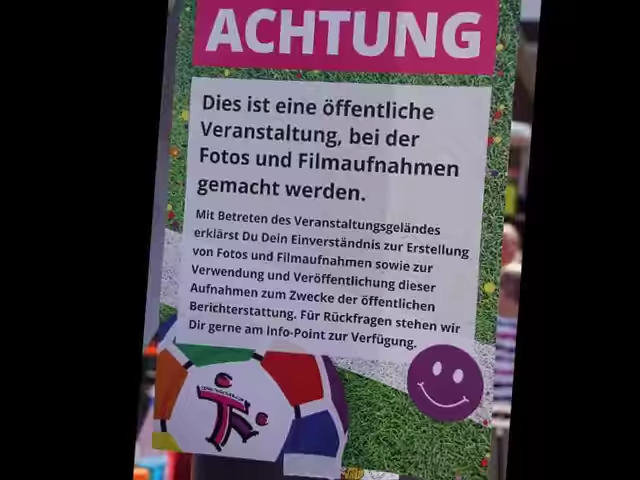 ACHTUNG
Dies ist eine öffentliche
Veranstaltung, bei der
Fotos und Filmaufnahmen
gemacht werden.
Mit Betreten des Veranstaltungsgeländes
erklärst Du Dein Einverständnis zur Erstellung
von Fotos und Filmaufnahmen sowie zur
Verwendung und Veröffentlichung dieser
Aufnahmen zum Zwecke der öffentlichen
Berichterstattung. Für Rückfragen stehen wir
Dir gerne am Info-Point zur Verfügung.